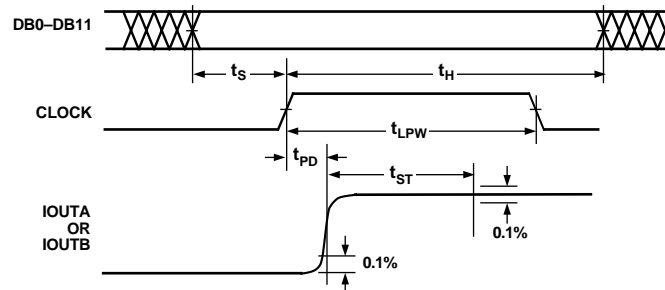 DB0–DB11
tS
tH
CLOCK
tLPW
tPD
tST
IOUTA
OR
IOUTB
0.1%
0.1%